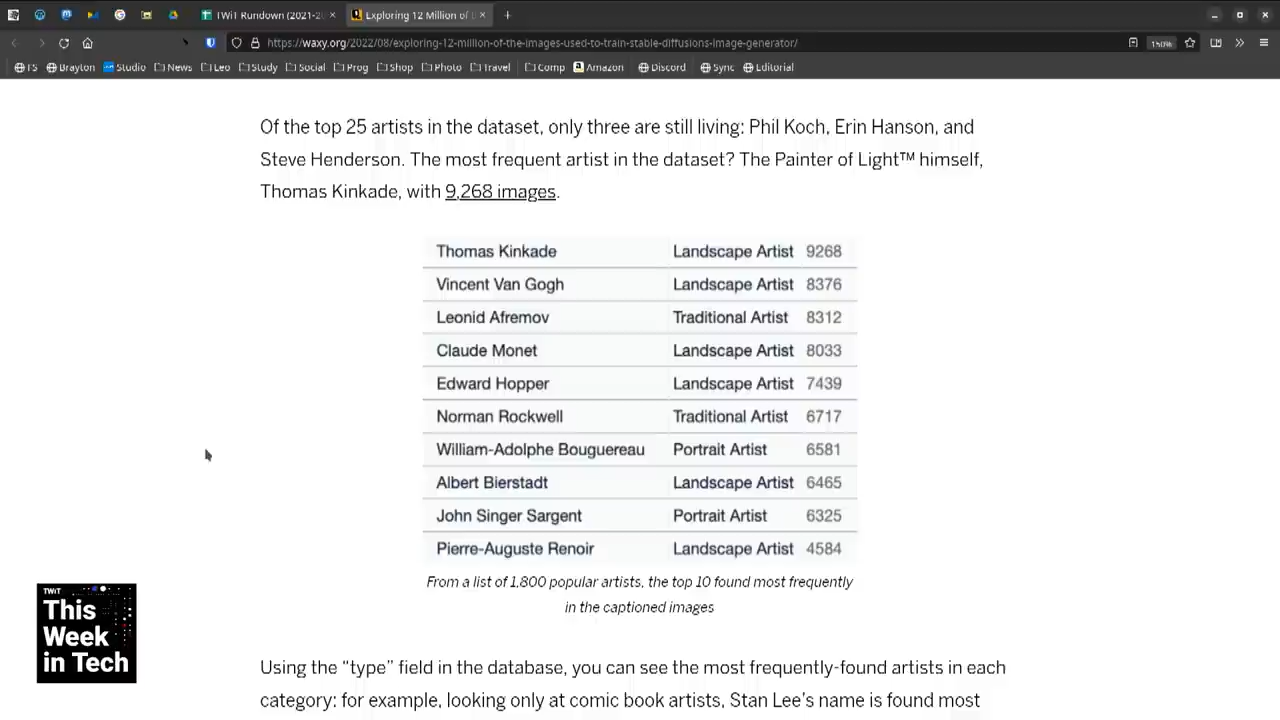 TWiT Rundown (2021-2
Exploring 12 Million of t
https://waxy.org/2022/08/exploring-12-million-of-the-images-used-to-train-stable-diffusions-image-generator/
150%
TS Brayton Studio News Leo Study Social Prog Shop Photo Travel Comp Amazon Discord Sync Editorial
Of the top 25 artists in the dataset, only three are still living: Phil Koch, Erin Hanson, and
Steve Henderson. The most frequent artist in the dataset? The Painter of Light™ himself,
Thomas Kinkade, with 9,268 images.
Thomas Kinkade Landscape Artist 9268
Vincent Van Gogh Landscape Artist 8376
Leonid Afremov Traditional Artist 8312
Claude Monet Landscape Artist 8033
Edward Hopper Landscape Artist 7439
Norman Rockwell Traditional Artist 6717
William-Adolphe Bouguereau Portrait Artist 6581
Albert Bierstadt Landscape Artist 6465
John Singer Sargent Portrait Artist 6325
Pierre-Auguste Renoir Landscape Artist 4584
From a list of 1,800 popular artists, the top 10 found most frequently
in the captioned images
TWiT
This
Week
in Tech
Using the “type” field in the database, you can see the most frequently-found artists in each
category: for example, looking only at comic book artists, Stan Lee’s name is found most